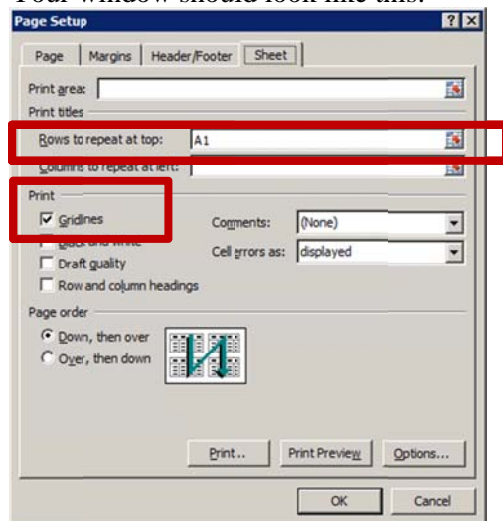 Your window should look like this:
Page Setup
Page Margins Header/Footer Sheet
Print area:
Print titles
Rows to repeat at top: A1
Columns to repeat at left:
Print
Gridlines Comments: (None)
Black and white Cell errors as: displayed
Draft quality
Row and column headings
Page order
Down, then over
Over, then down
Print.. Print Preview Options...
OK Cancel